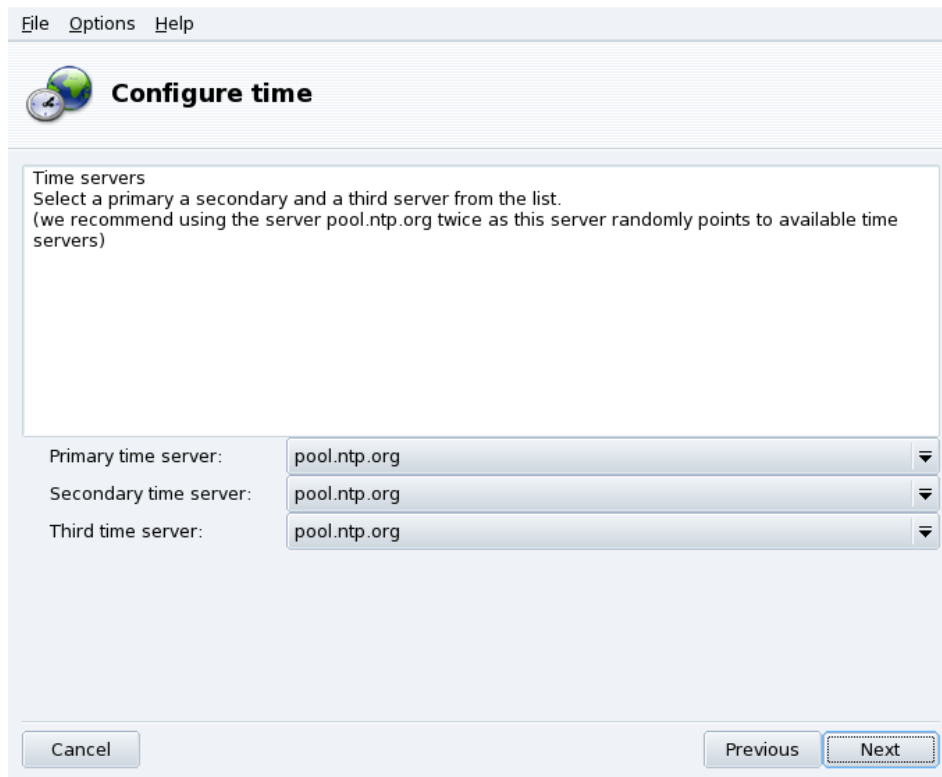 File Options Help
Configure time
Time servers
Select a primary a secondary and a third server from the list.
(we recommend using the server pool.ntp.org twice as this server randomly points to available time
servers)
Primary time server: pool.ntp.org
Secondary time server: pool.ntp.org
Third time server: pool.ntp.org
Cancel Previous Next